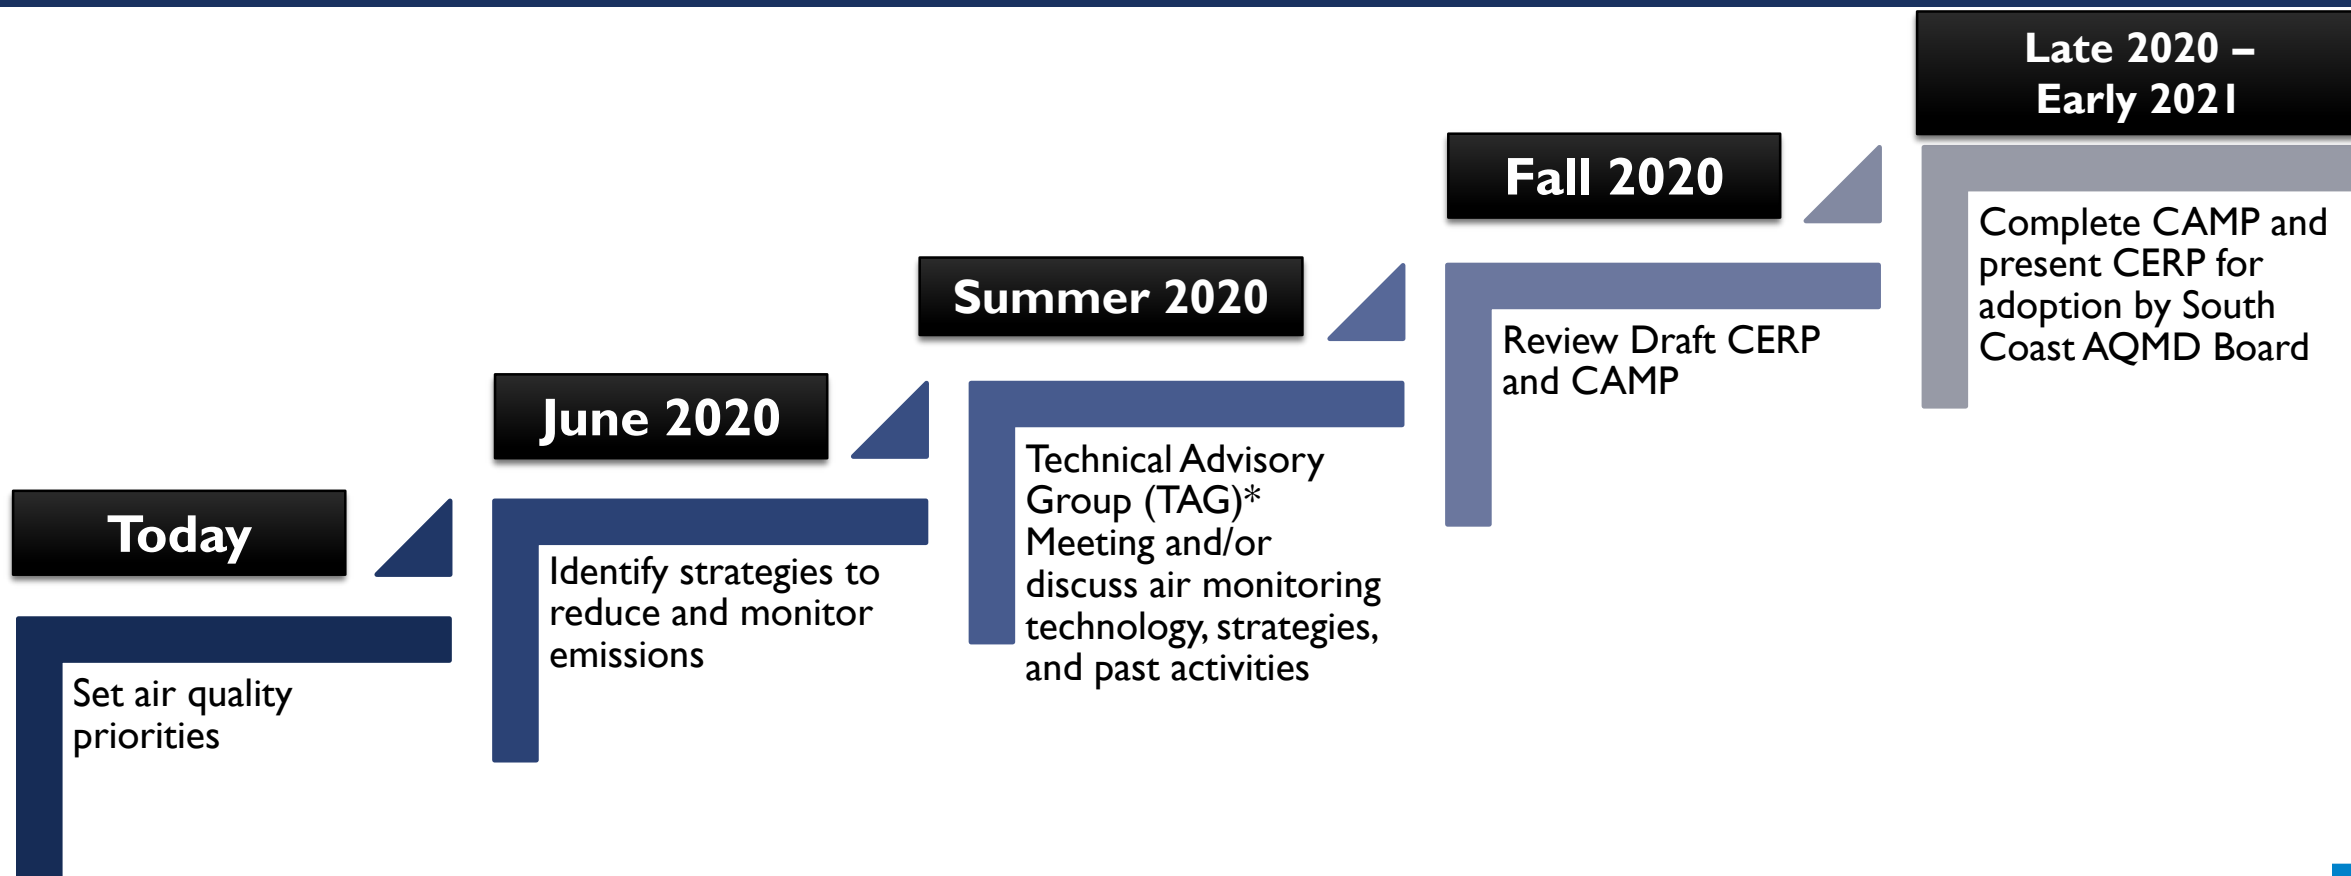 Today
Set air quality
priorities
June 2020
Identify strategies to
reduce and monitor
emissions
Summer 2020
Technical Advisory
Group (TAG)*
Meeting and/or
discuss air monitoring
technology, strategies,
and past activities
Fall 2020
Review Draft CERP
and CAMP
Late 2020 –
Early 2021
Complete CAMP and
present CERP for
adoption by South
Coast AQMD Board